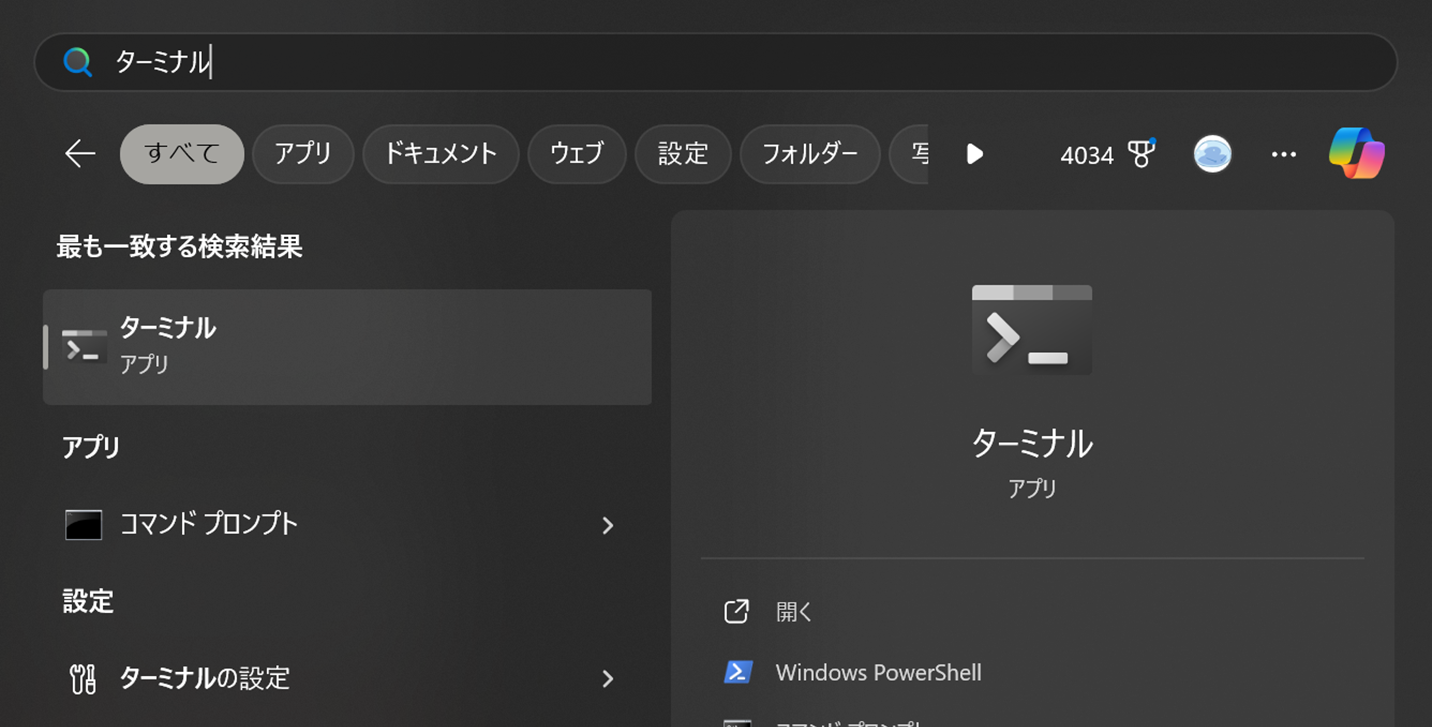 ターミナル
すべて
アプリ
ドキュメント
ウェブ
設定
フォルダー
4034
最も一致する検索結果
ターミナル
アプリ
アプリ
コマンド プロンプト
設定
ターミナルの設定
ターミナル
アプリ
開く
Windows PowerShell